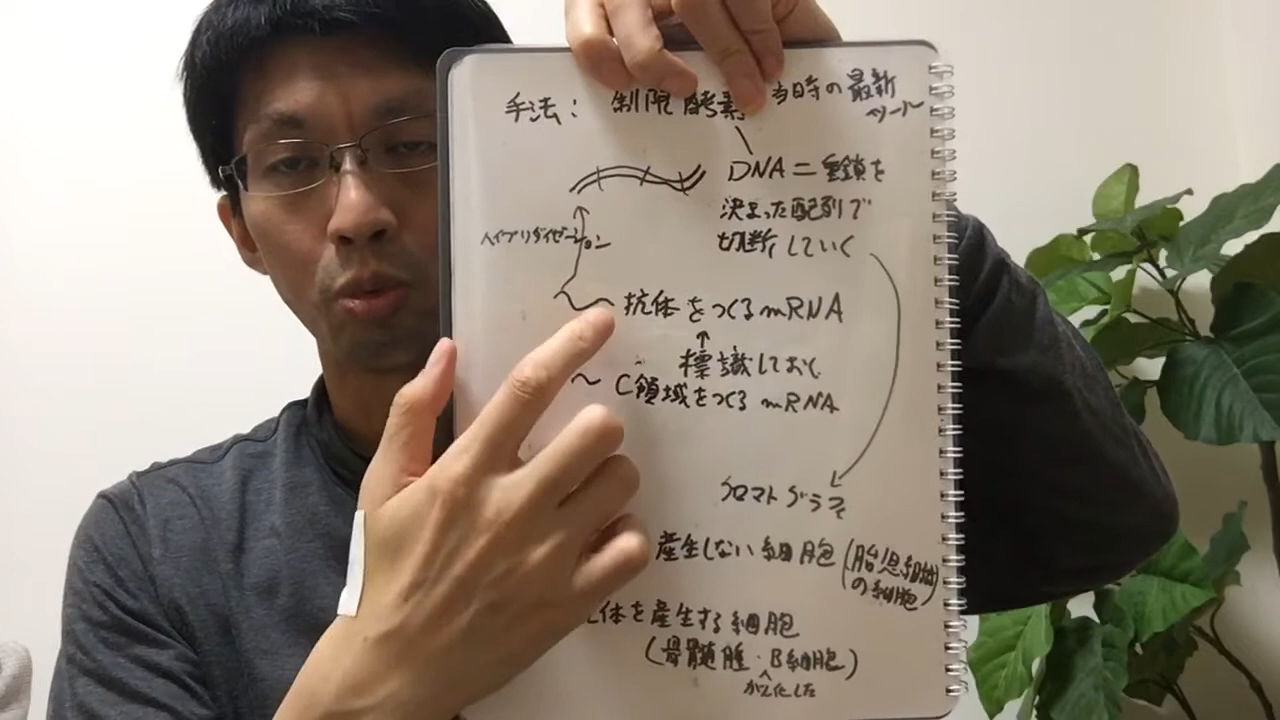 手法： 制限酵素 当時の最新
ツール
DNA二重鎖を
決まった配列で
切断していく
ハイブリダイゼーション
〜 抗体をつくるmRNA
↑
標識しておく
〜 C領域をつくるmRNA
クロマトグラフ
産生しない細胞(胎児組織
の細胞)
体を産生する細胞
(骨髄腫・B細胞)
ガン化した